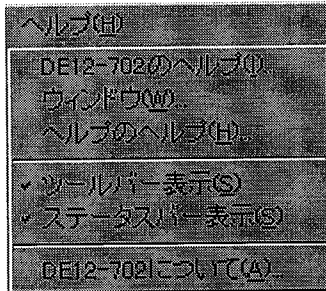 ヘルプ(H)
DE12-702のヘルプ(I)..
ウィンドウ(W)..
ヘルプのヘルプ(H)..
✓ ツールバー表示(S)
✓ ステータスバー表示(S)
DE12-702について(A)..